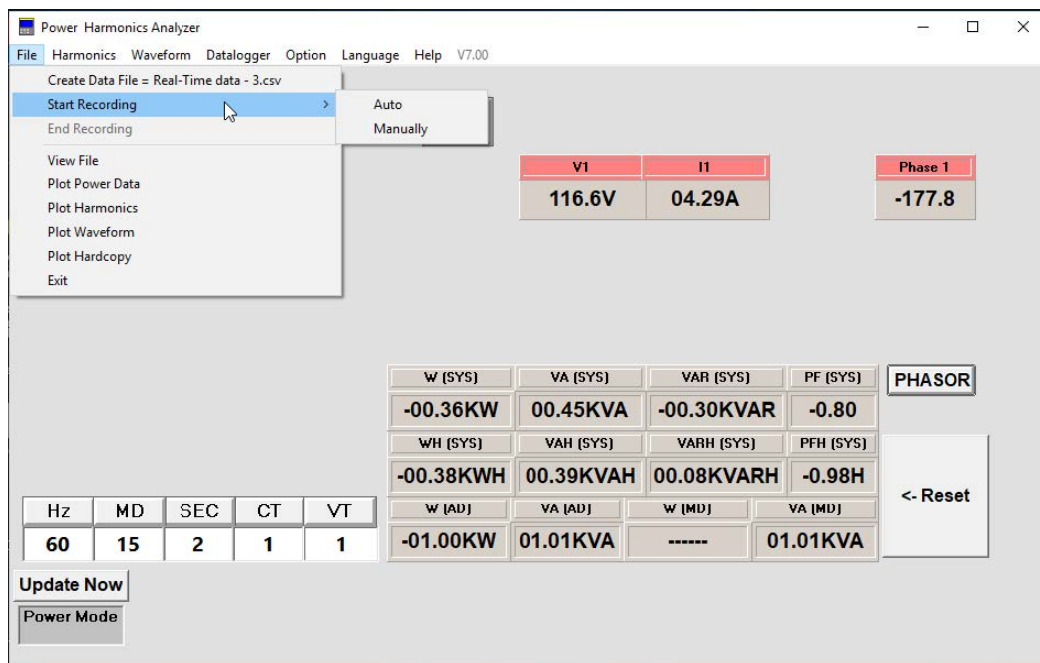 Power Harmonics Analyzer
File Harmonics Waveform Datalogger Option Language Help V7.00
Create Data File = Real-Time data - 3.csv
Start Recording > Auto
Manually
End Recording
View File
Plot Power Data
Plot Harmonics
Plot Waveform
Plot Hardcopy
Exit
V1 I1 Phase 1
116.6V 04.29A -177.8
W (SYS) VA (SYS) VAR (SYS) PF (SYS) PHASOR
-00.36KW 00.45KVA -00.30KVAR -0.80
WH (SYS) VAH (SYS) VARH (SYS) PFH (SYS)
-00.38KWH 00.39KVAH 00.08KVARH -0.98H
<- Reset
Hz MD SEC CT VT W (AD) VA (AD) W (MD) VA (MD)
60 15 2 1 1 -01.00KW 01.01KVA ------ 01.01KVA
Update Now
Power Mode